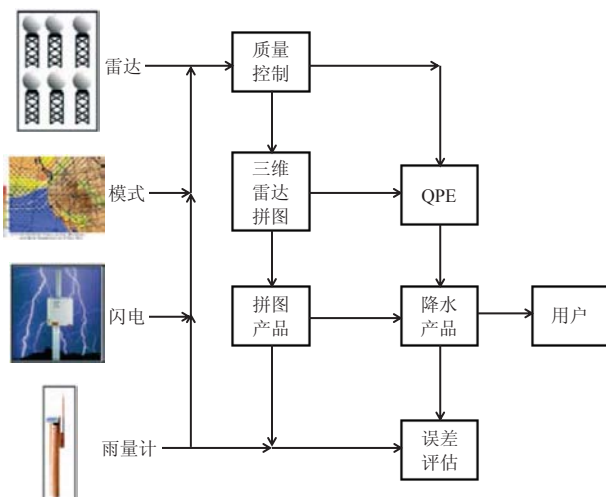 雷达
质量
控制
模式
三维
雷达
拼图
QPE
闪电
拼图
产品
降水
产品
用户
雨量计
误差
评估